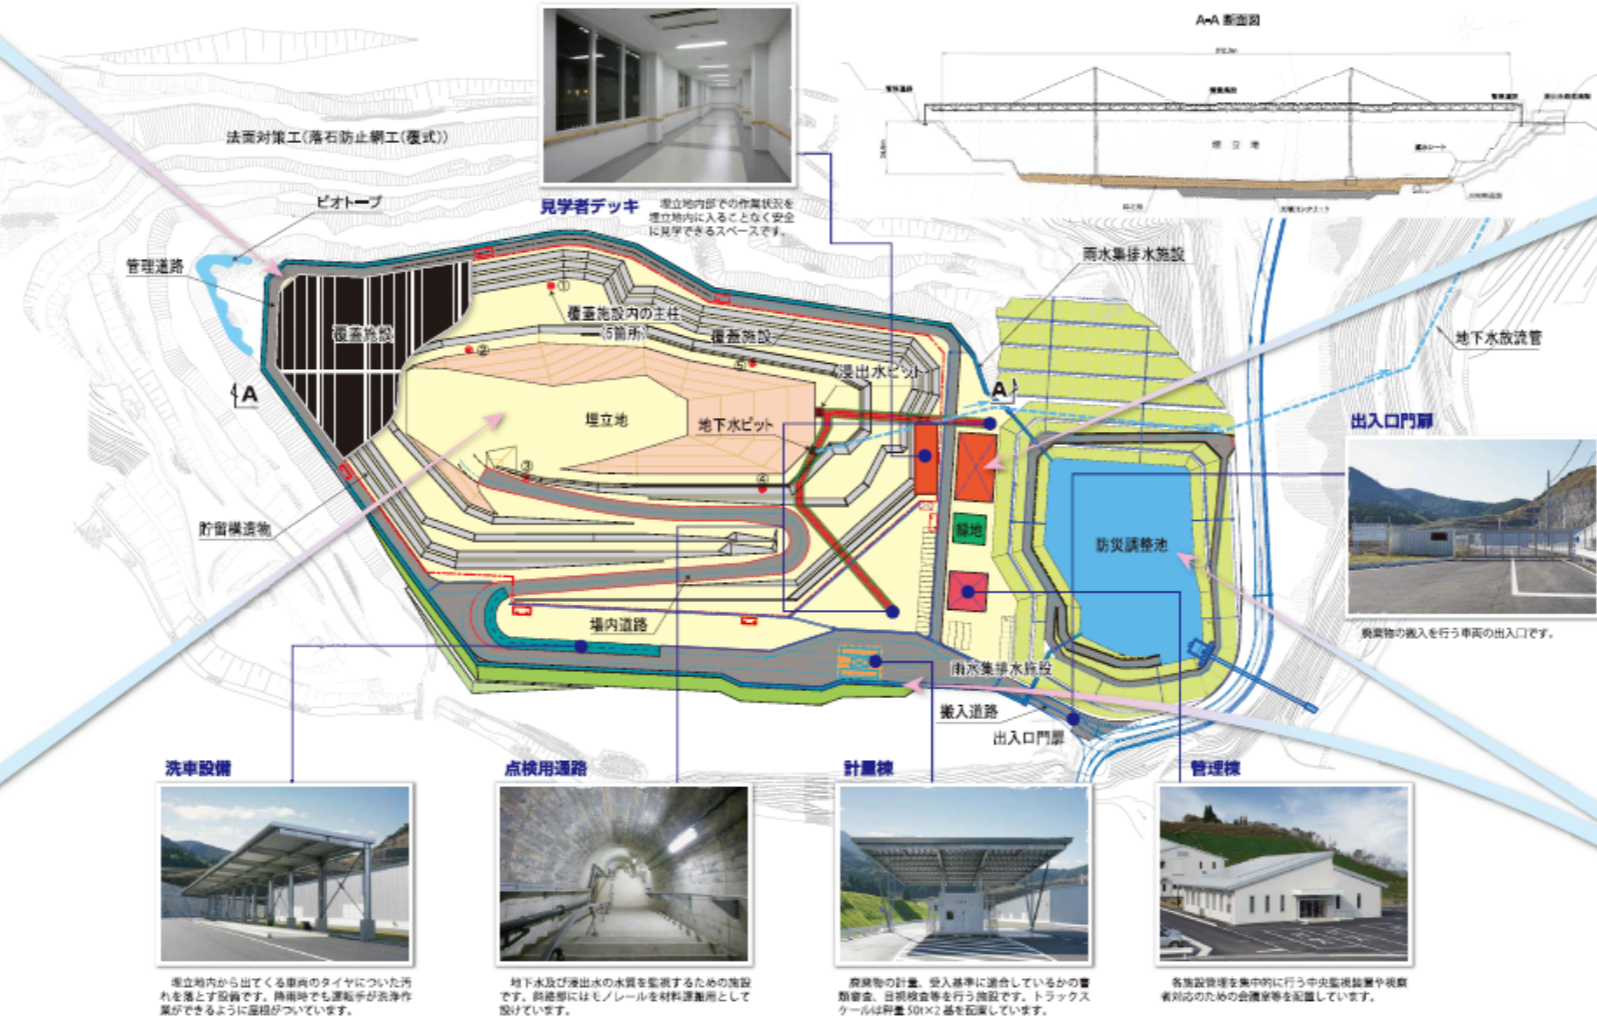 A-A 断面図
覆蓋施設
埋 立 地
遮水シート
法面対策工(落石防止網工(覆式))
ビオトープ
管理道路
見学者デッキ
埋立地内部での作業状況を
埋立地内に入ることなく安全
に見学できるスペースです。
雨水集排水施設
地下水放流管
覆蓋施設
①
覆蓋施設内の主柱
(5箇所)
覆蓋施設
②
⑤
浸出水ピット
A
A
埋立地
地下水ピット
③
④
貯留構造物
緑地
防災調整池
場内道路
雨水集排水施設
搬入道路
出入口門扉
出入口門扉
廃棄物の搬入を行う車両の出入口です。
洗車設備
埋立地内から出てくる車両のタイヤについた汚
れを落とす設備です。降雨時でも運転手が洗浄作
業ができるように屋根がついています。
点検用通路
地下水及び浸出水の水質を監視するための施設
です。斜路部にはモノレールを材料運搬用として
設けています。
計量棟
廃棄物の計量、受入基準に適合しているかの書
類審査、目視検査等を行う施設です。トラックス
ケールは秤量 50t×2 基を配置しています。
管理棟
各施設管理を集中的に行う中央監視装置や視察
者対応のための会議室等を配置しています。